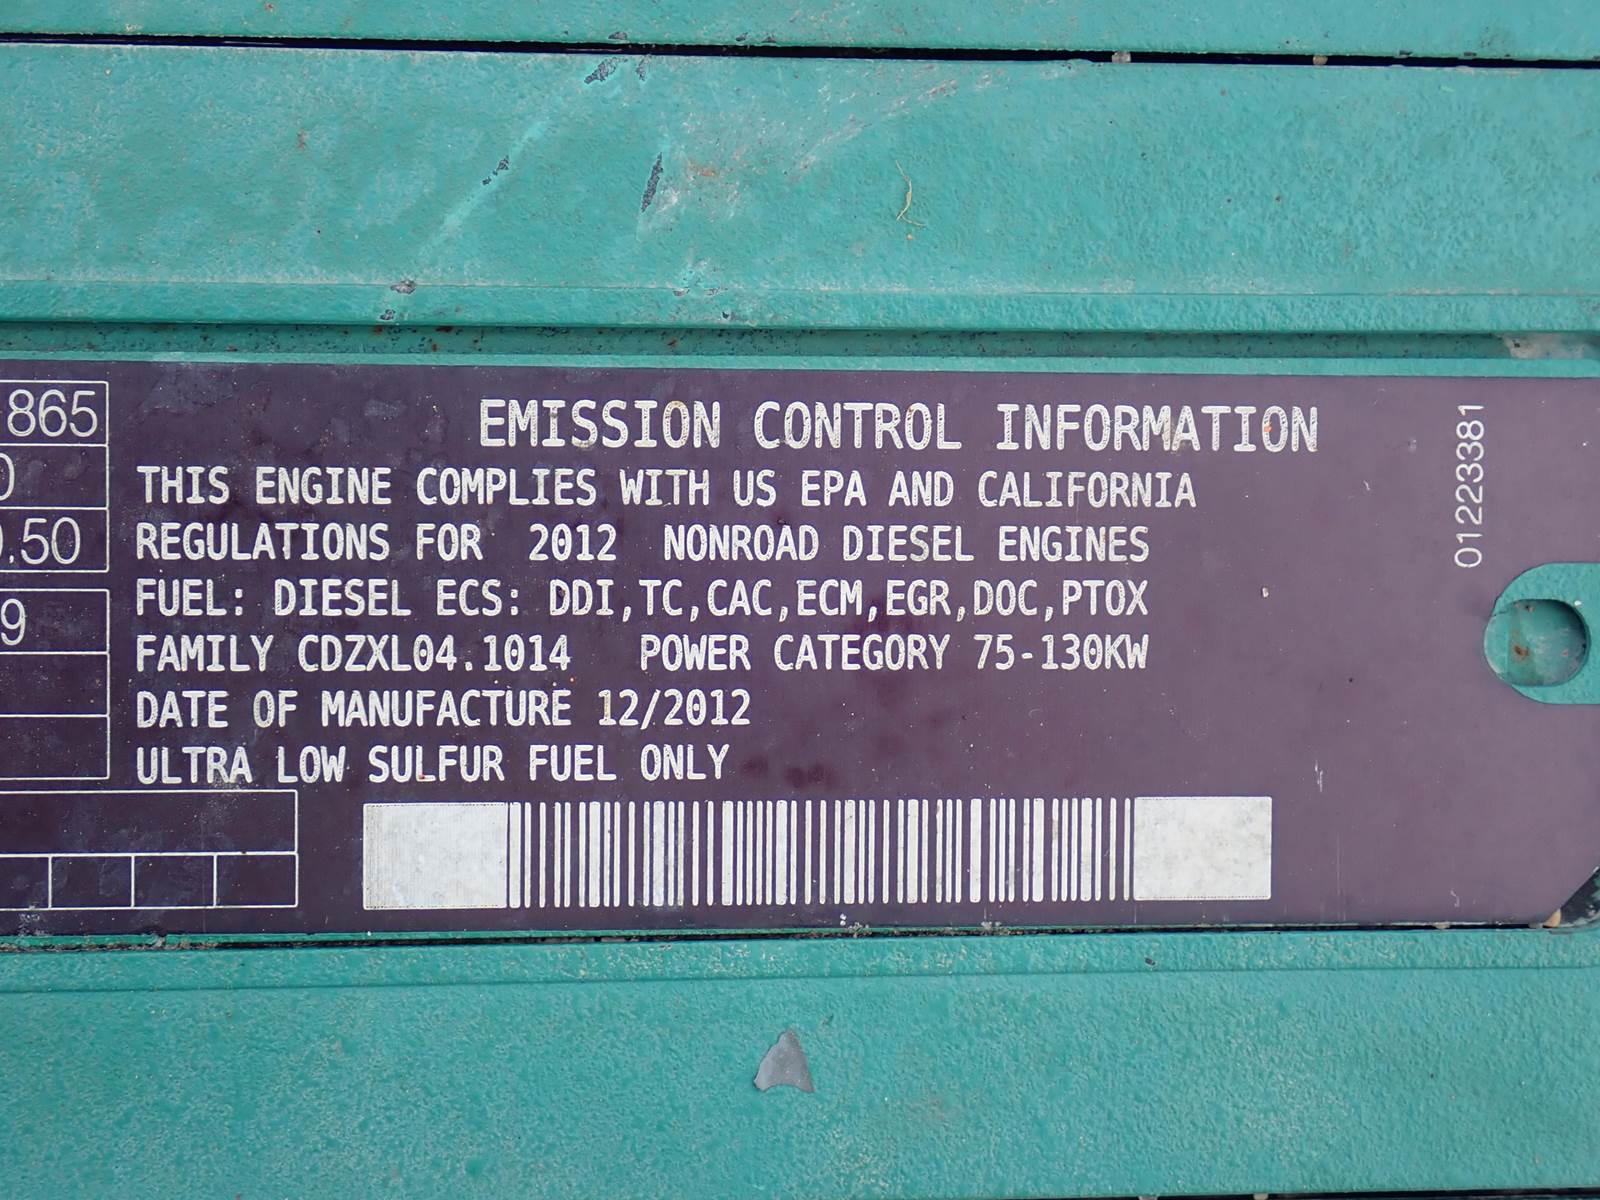 865
EMISSION CONTROL INFORMATION
THIS ENGINE COMPLIES WITH US EPA AND CALIFORNIA
.50
REGULATIONS FOR 2012 NONROAD DIESEL ENGINES
9
FUEL: DIESEL ECS: DDI,TC,CAC,ECM,EGR,DOC,PTOX
FAMILY CDZXL04.1014 POWER CATEGORY 75-130KW
DATE OF MANUFACTURE 12/2012
ULTRA LOW SULFUR FUEL ONLY
01223381